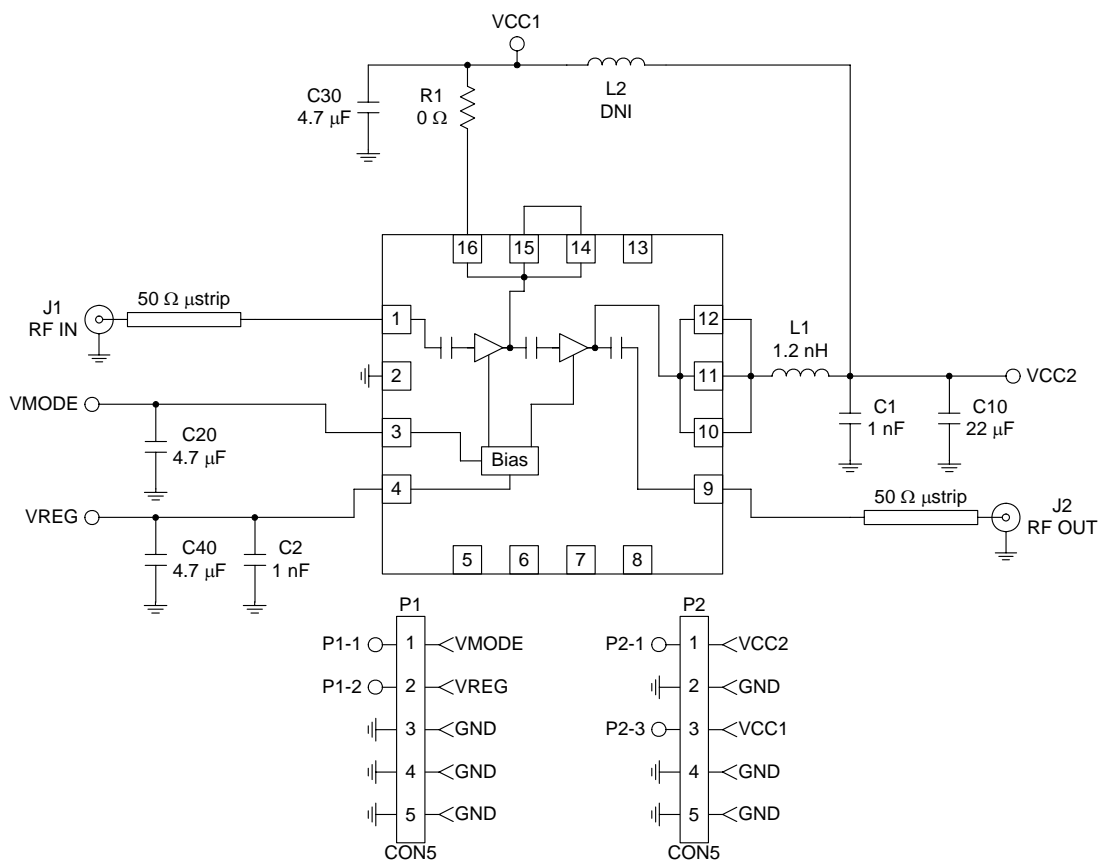 VCC1
C30
4.7 μF
R1
0 Ω
L2
DNI
16
15
14
13
J1
RF IN
50 Ω μstrip
1
12
L1
1.2 nH
2
11
VCC2
VMODE
3
10
C20
4.7 μF
Bias
C1
1 nF
C10
22 μF
VREG
4
9
50 Ω μstrip
J2
RF OUT
C40
4.7 μF
C2
1 nF
5
6
7
8
P1
P1-1
1
VMODE
P1-2
2
VREG
3
GND
4
GND
5
GND
CON5
P2
P2-1
1
VCC2
2
GND
P2-3
3
VCC1
4
GND
5
GND
CON5